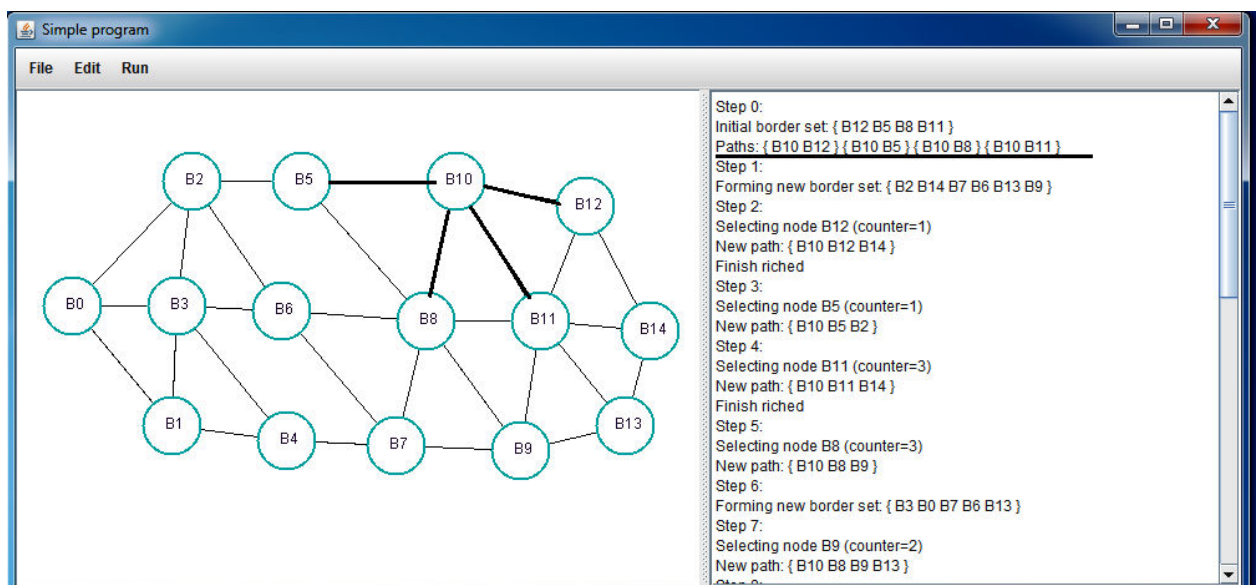 Simple program
File Edit Run
B2
B5
B10
B12
B0
B3
B6
B8
B11
B14
B1
B4
B7
B9
B13
Step 0:
Initial border set: { B12 B5 B8 B11 }
Paths: { B10 B12 } { B10 B5 } { B10 B8 } { B10 B11 }
Step 1:
Forming new border set: { B2 B14 B7 B6 B13 B9 }
Step 2:
Selecting node B12 (counter=1)
New path: { B10 B12 B14 }
Finish riched
Step 3:
Selecting node B5 (counter=1)
New path: { B10 B5 B2 }
Step 4:
Selecting node B11 (counter=3)
New path: { B10 B11 B14 }
Finish riched
Step 5:
Selecting node B8 (counter=3)
New path: { B10 B8 B9 }
Step 6:
Forming new border set: { B3 B0 B7 B6 B13 }
Step 7:
Selecting node B9 (counter=2)
New path: { B10 B8 B9 B13 }